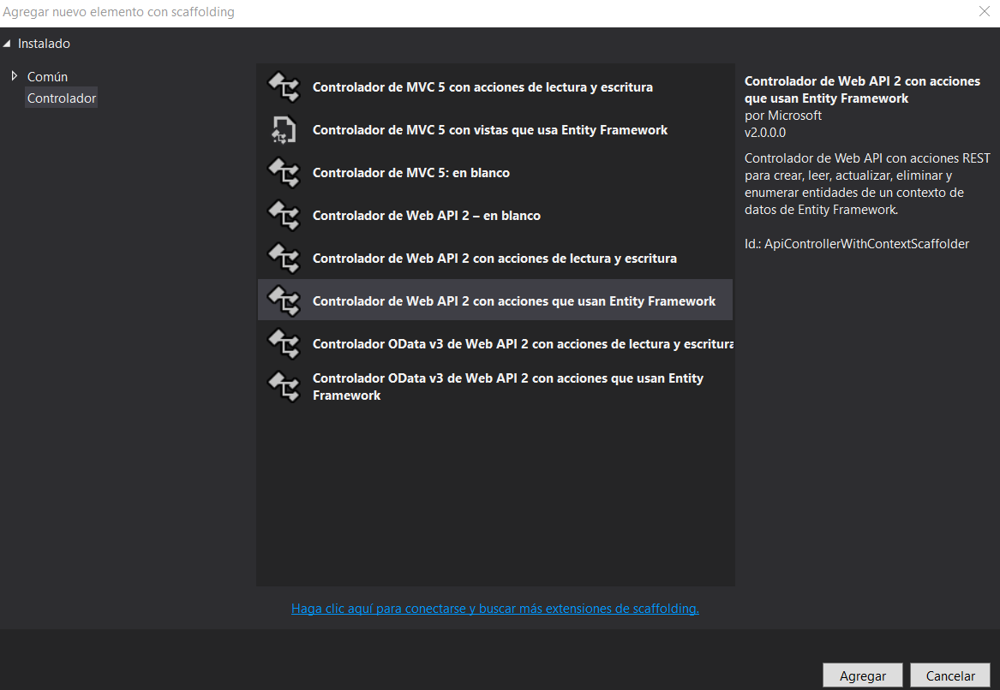 Agregar nuevo elemento con scaffolding
Instalado
Común
Controlador
Controlador de MVC 5 con acciones de lectura y escritura
Controlador de MVC 5 con vistas que usa Entity Framework
Controlador de MVC 5: en blanco
Controlador de Web API 2 – en blanco
Controlador de Web API 2 con acciones de lectura y escritura
Controlador de Web API 2 con acciones que usan Entity Framework
Controlador OData v3 de Web API 2 con acciones de lectura y escritura
Controlador OData v3 de Web API 2 con acciones que usan Entity
Framework
Haga clic aquí para conectarse y buscar más extensiones de scaffolding.
Controlador de Web API 2 con acciones
que usan Entity Framework
por Microsoft
v2.0.0.0
Controlador de Web API con acciones REST
para crear, leer, actualizar, eliminar y
enumerar entidades de un contexto de
datos de Entity Framework.
Id.: ApiControllerWithContextScaffolder
Agregar
Cancelar